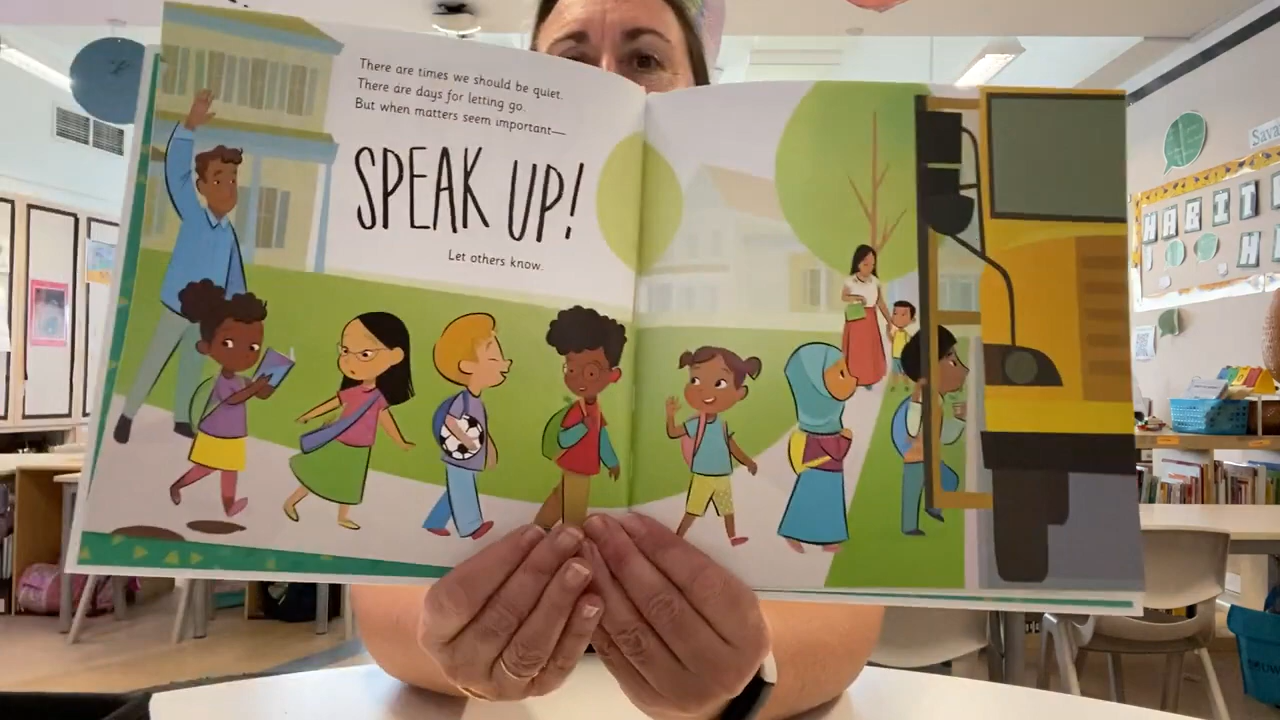 There are times we should be quiet.
There are days for letting go.
But when matters seem important—
SPEAK UP!
Let others know.
HABIT
H